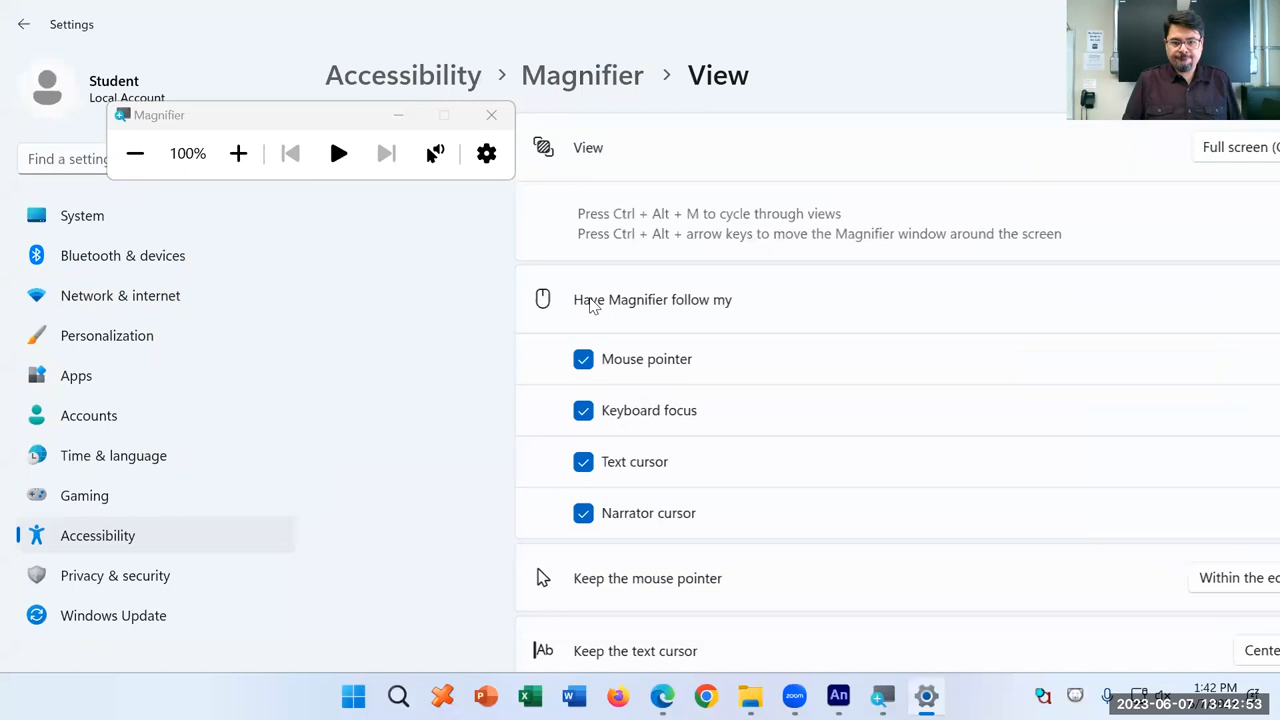 Settings
Student
Local Account
Find a setting
Accessibility > Magnifier > View
Magnifier
100%
View
Full screen (C
Press Ctrl + Alt + M to cycle through views
Press Ctrl + Alt + arrow keys to move the Magnifier window around the screen
Have Magnifier follow my
Mouse pointer
Keyboard focus
Text cursor
Narrator cursor
Keep the mouse pointer
Within the ed
Ab
Keep the text cursor
Cente
System
Bluetooth & devices
Network & internet
Personalization
Apps
Accounts
Time & language
Gaming
Accessibility
Privacy & security
Windows Update
zoom
An
1:42 PM
2023-06-07, 13:42:53